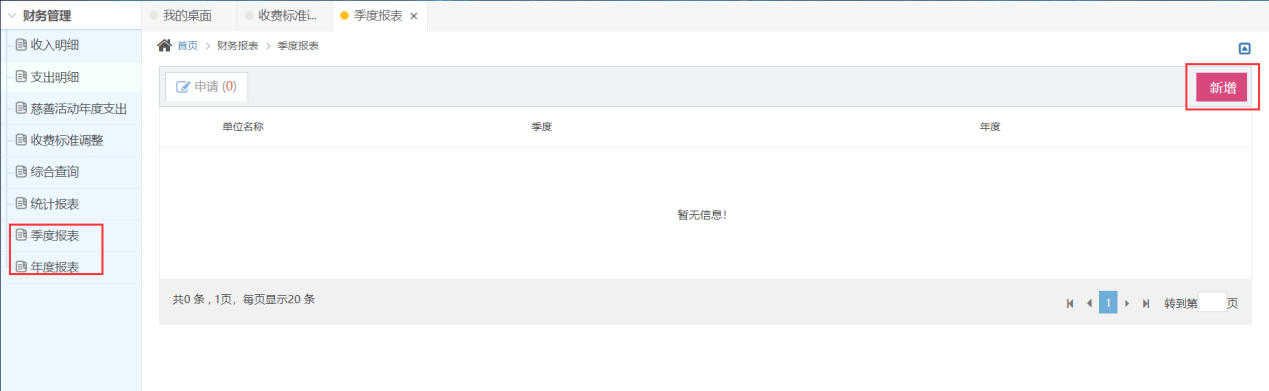 财务管理
我的桌面
收费标准i...
季度报表
收入明细
支出明细
慈善活动年度支出
收费标准调整
综合查询
统计报表
季度报表
年度报表
首页 > 财务报表 > 季度报表
申请 (0)
新增
单位名称 季度 年度
暂无信息！
共0 条 , 1页，每页显示20 条
1 转到第 页